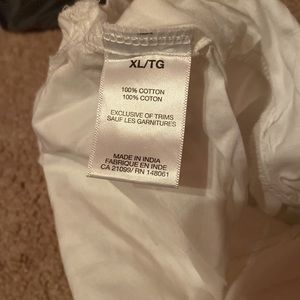 XL/TG
100% COTTON
100% COTON
EXCLUSIVE OF TRIMS
SAUF LES GARNITURES
MADE IN INDIA
FABRIQUE EN INDE
CA 21099/ RN 148061